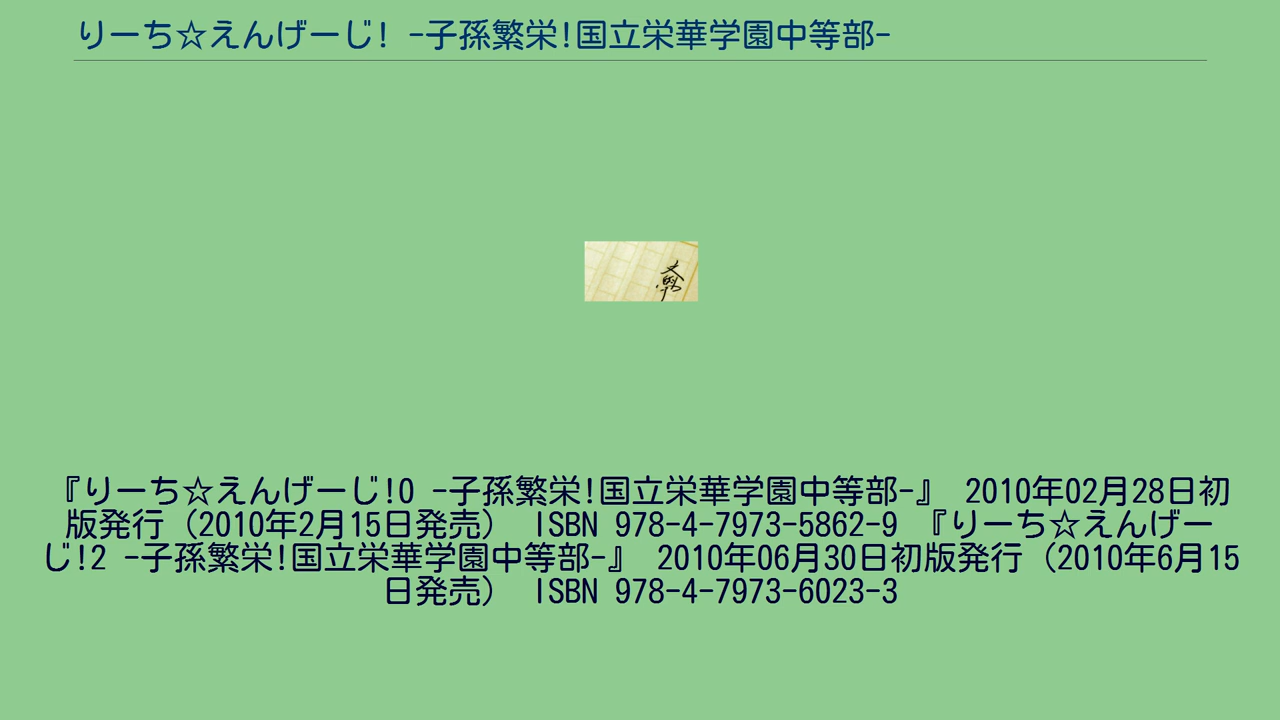 りーち☆えんげーじ! -子孫繁栄!国立栄華学園中等部-
『りーち☆えんげーじ!0 -子孫繁栄!国立栄華学園中等部-』 2010年02月28日初
版発行（2010年2月15日発売） ISBN 978-4-7973-5862-9 『りーち☆えんげー
じ!2 -子孫繁栄!国立栄華学園中等部-』 2010年06月30日初版発行（2010年6月15
日発売） ISBN 978-4-7973-6023-3